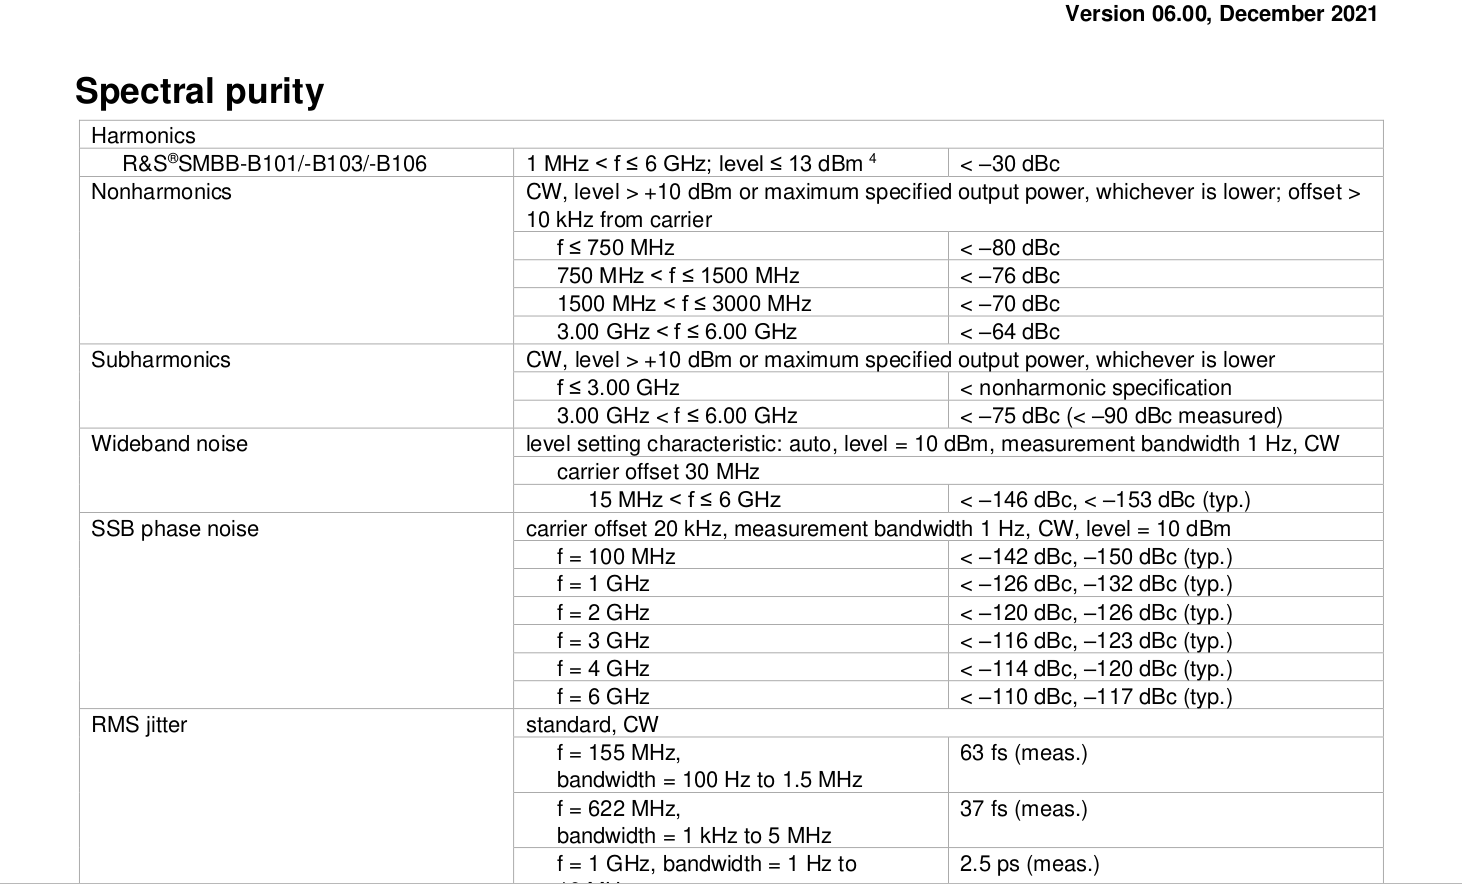 Version 06.00, December 2021
Spectral purity
Harmonics
R&S®SMBB-B101/-B103/-B106 1 MHz < f ≤ 6 GHz; level ≤ 13 dBm 4 < –30 dBc
Nonharmonics CW, level > +10 dBm or maximum specified output power, whichever is lower; offset >
10 kHz from carrier
f ≤ 750 MHz < –80 dBc
750 MHz < f ≤ 1500 MHz < –76 dBc
1500 MHz < f ≤ 3000 MHz < –70 dBc
3.00 GHz < f ≤ 6.00 GHz < –64 dBc
Subharmonics CW, level > +10 dBm or maximum specified output power, whichever is lower
f ≤ 3.00 GHz < nonharmonic specification
3.00 GHz < f ≤ 6.00 GHz < –75 dBc (< –90 dBc measured)
Wideband noise level setting characteristic: auto, level = 10 dBm, measurement bandwidth 1 Hz, CW
carrier offset 30 MHz
15 MHz < f ≤ 6 GHz < –146 dBc, < –153 dBc (typ.)
SSB phase noise carrier offset 20 kHz, measurement bandwidth 1 Hz, CW, level = 10 dBm
f = 100 MHz < –142 dBc, –150 dBc (typ.)
f = 1 GHz < –126 dBc, –132 dBc (typ.)
f = 2 GHz < –120 dBc, –126 dBc (typ.)
f = 3 GHz < –116 dBc, –123 dBc (typ.)
f = 4 GHz < –114 dBc, –120 dBc (typ.)
f = 6 GHz < –110 dBc, –117 dBc (typ.)
RMS jitter standard, CW
f = 155 MHz, 63 fs (meas.)
bandwidth = 100 Hz to 1.5 MHz
f = 622 MHz, 37 fs (meas.)
bandwidth = 1 kHz to 5 MHz
f = 1 GHz, bandwidth = 1 Hz to 2.5 ps (meas.)